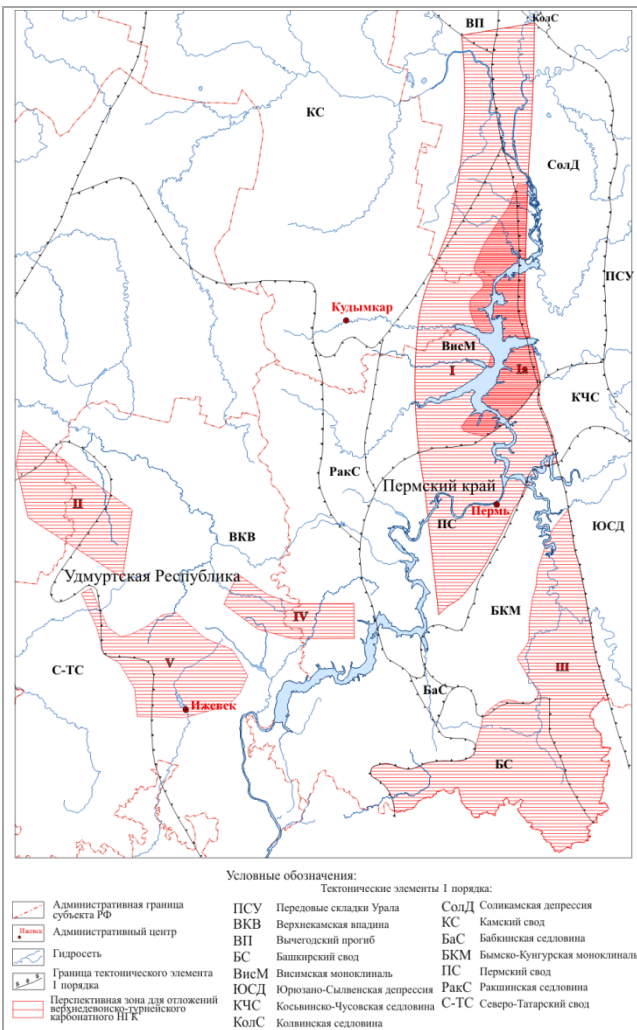 ВП
КолС
КС
СолД
ПСУ
Кудымкар
ВисМ
I
Iа
КЧС
РакС
Пермский край
II
Пермь
ПС
ЮСД
ВКВ
Удмуртская Республика
IV
БКМ
С-ТС
V
III
БаС
Ижевск
БС
Условные обозначения:
Тектонические элементы I порядка:
Административная граница
субъекта РФ
Ижевск
Административный центр
Гидросеть
Граница тектонического элемента
I порядка
Перспективная зона для отложений
верхнедевонско-турнейского
карбонатного НГК
ПСУ Передовые складки Урала
ВКВ Верхнекамская впадина
ВП Вычегодский прогиб
БС Башкирский свод
ВисМ Висимская моноклиналь
ЮСД Юрюзано-Сылвенская депрессия
КЧС Косьвинско-Чусовская седловина
КолС Колвинская седловина
СолД Соликамская депрессия
КС Камский свод
БаС Бабкинская седловина
БКМ Бымско-Кунгурская моноклиналь
ПС Пермский свод
РакС Ракшинская седловина
С-ТС Северо-Татарский свод